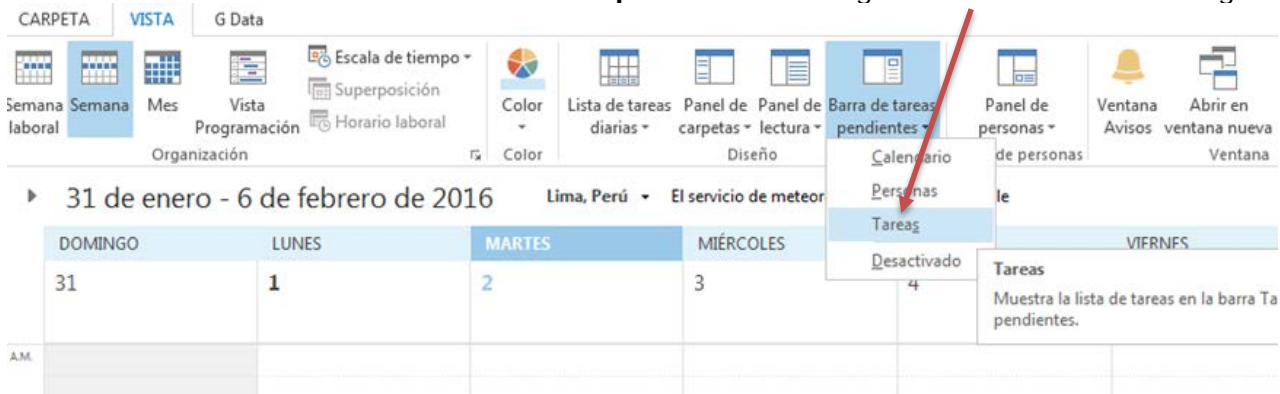 CARPETA VISTA G Data
Semana laboral Semana Mes Vista Programación Escala de tiempo
Superposición
Horario laboral
Color Lista de tareas diarias Panel de carpetas Panel de lectura Barra de tareas pendientes Panel de personas Ventana Avisos Abrir en ventana nueva
Organización Color Diseño de personas Ventana
Calendario
Personas
Tareas
Desactivado
31 de enero - 6 de febrero de 2016 Lima, Perú El servicio de meteor le
DOMINGO LUNES MARTES MIÉRCOLES VIERNES
31 1 2 3 4
Tareas
Muestra la lista de tareas en la barra Ta
pendientes.
A.M.